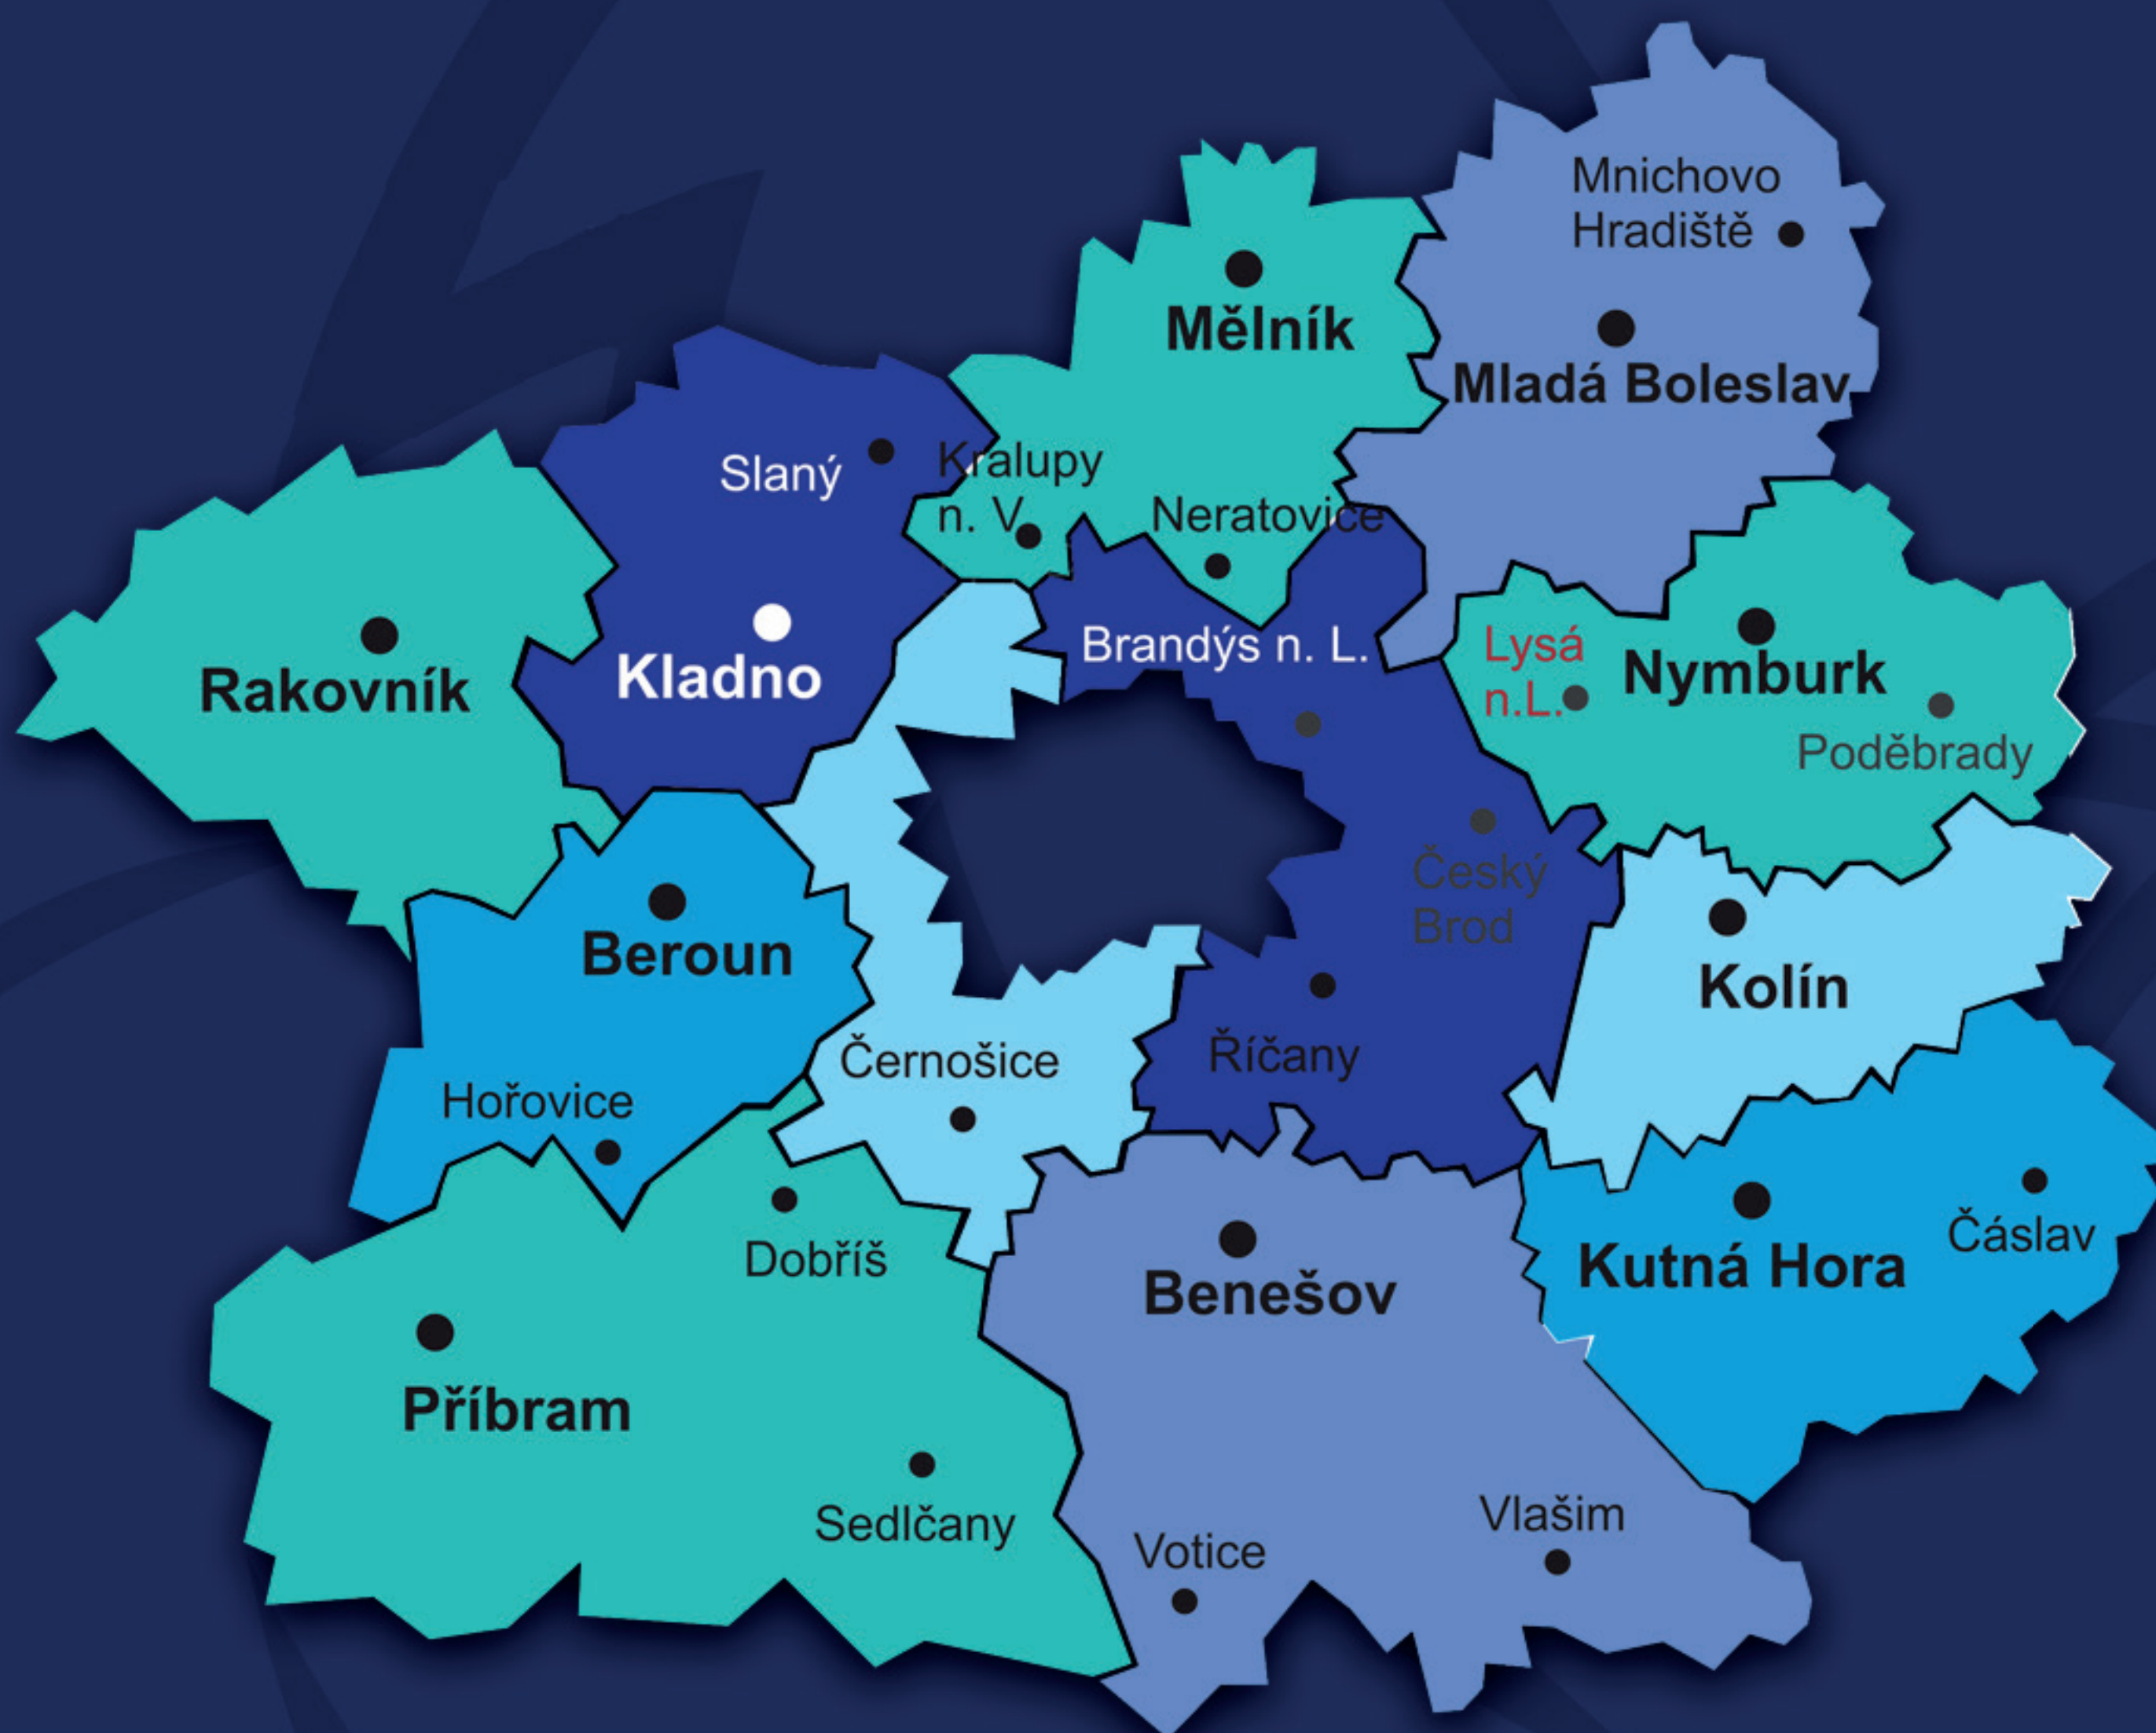 Mnichovo
Hradiště
Mělník
Mladá Boleslav
Slaný
Kralupy
n. V.
Neratovice
Rakovník
Kladno
Brandýs n. L.
Lysá
n.L.
Nymburk
Poděbrady
Český
Brod
Beroun
Kolín
Hořovice
Černošice
Říčany
Dobříš
Benešov
Kutná Hora
Čáslav
Příbram
Sedlčany
Votice
Vlašim